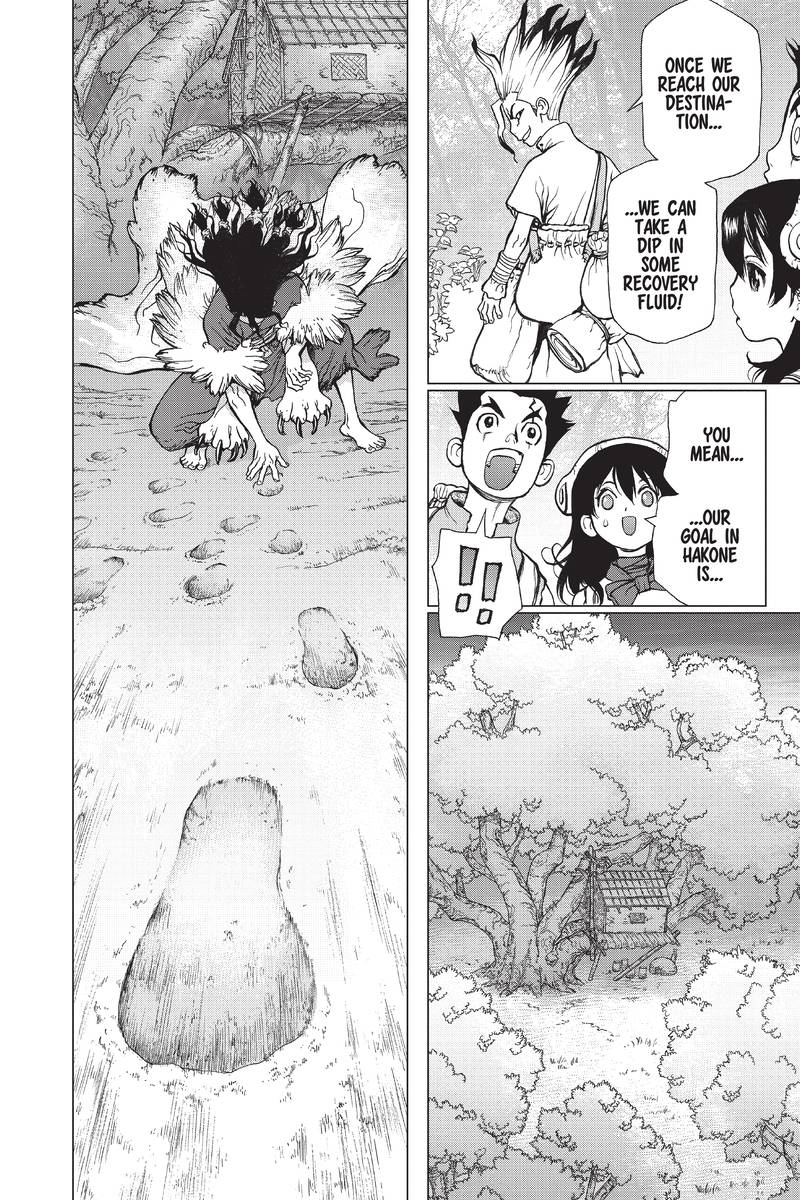 ONCE WE
REACH OUR
DESTINA-
TION...
...WE CAN
TAKE A
DIP IN
SOME
RECOVERY
FLUID!
YOU
MEAN...
...OUR
GOAL IN
HAKONE
IS...
!!